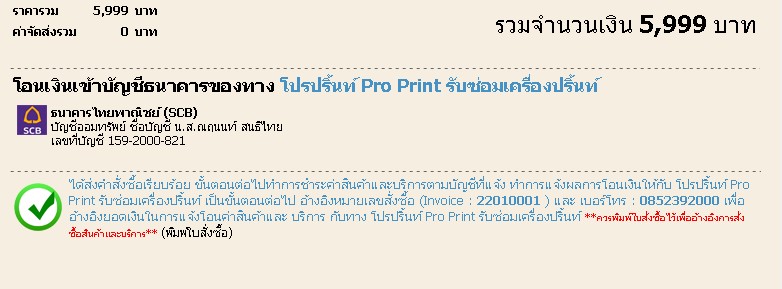 ราคารวม 5,999 บาท
ค่าจัดส่งรวม 0 บาท
รวมจำนวนเงิน 5,999 บาท
โอนเงินเข้าบัญชีธนาคารของทาง โปรปริ้นท์ Pro Print รับซ่อมเครื่องปริ้นท์
ธนาคารไทยพาณิชย์ (SCB)
SCB
บัญชีออมทรัพย์ ชื่อบัญชี น.ส.ณฤนนท์ สนธิไทย
เลขที่บัญชี 159-2000-821
ได้ส่งคำสั่งซื้อเรียบร้อย ขั้นตอนต่อไปทำการชำระค่าสินค้าและบริการตามบัญชีที่แจ้ง ทำการแจ้งผลการโอนเงินให้กับ โปรปริ้นท์ Pro
Print รับซ่อมเครื่องปริ้นท์ เป็นขั้นตอนต่อไป อ้างอิงหมายเลขสั่งซื้อ (Invoice : 22010001 ) และ เบอร์โทร : 0852392000 เพื่อ
อ้างอิงยอดเงินในการแจ้งโอนค่าสินค้าและ บริการ กับทาง โปรปริ้นท์ Pro Print รับซ่อมเครื่องปริ้นท์ **ควรพิมพ์ใบสั่งซื้อไว้เพื่ออ้างอิงการสั่ง
ซื้อสินค้าและบริการ** (พิมพ์ใบสั่งซื้อ)